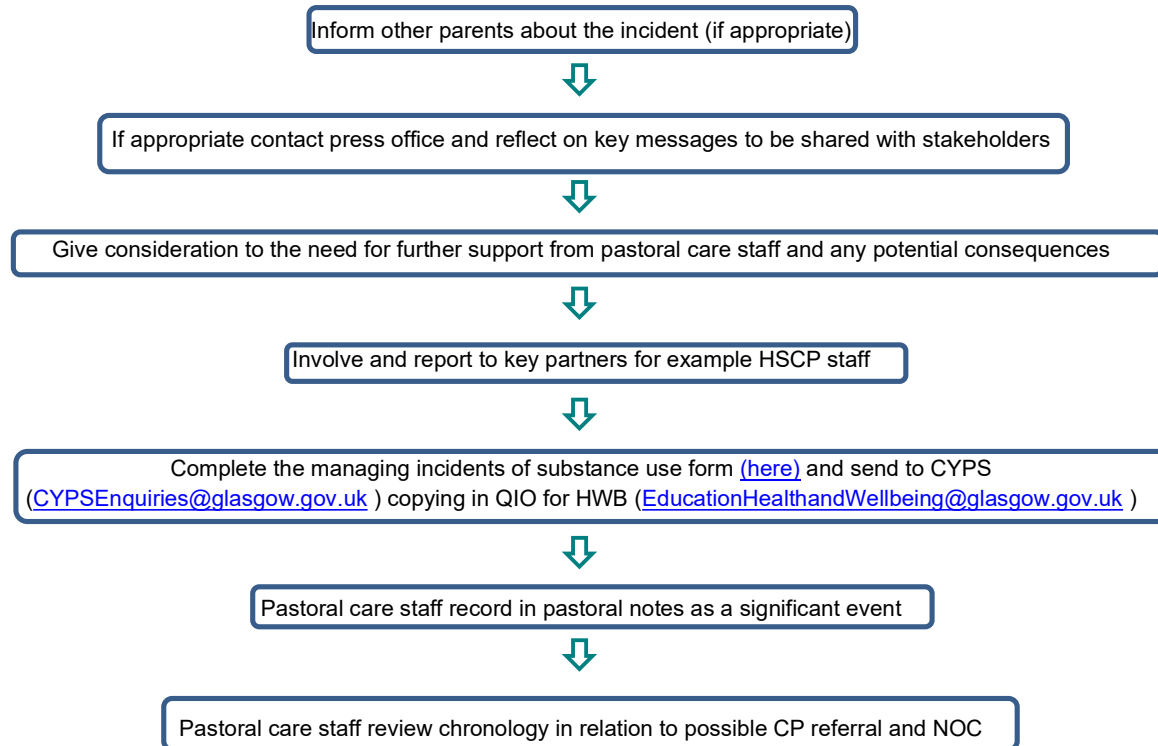 Inform other parents about the incident (if appropriate)
If appropriate contact press office and reflect on key messages to be shared with stakeholders
Give consideration to the need for further support from pastoral care staff and any potential consequences
Involve and report to key partners for example HSCP staff
Complete the managing incidents of substance use form (here) and send to CYPS
(CYPSEnquiries@glasgow.gov.uk ) copying in QIO for HWB (EducationHealthandWellbeing@glasgow.gov.uk )
Pastoral care staff record in pastoral notes as a significant event
Pastoral care staff review chronology in relation to possible CP referral and NOC